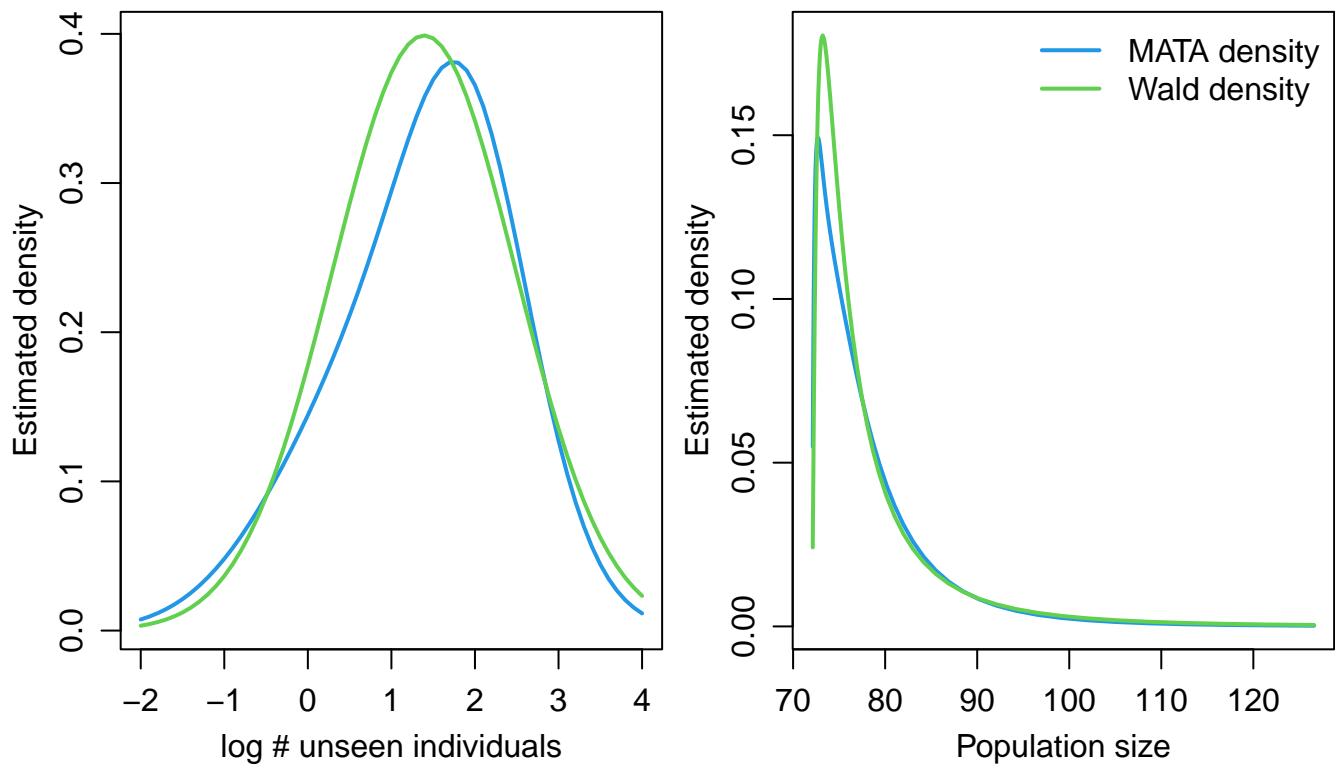 Estimated density
0.4
0.3
0.2
0.1
0.0
−2 −1 0 1 2 3 4
log # unseen individuals
Estimated density
0.15
0.10
0.05
0.00
70 80 90 100 110 120
Population size
MATA density
Wald density